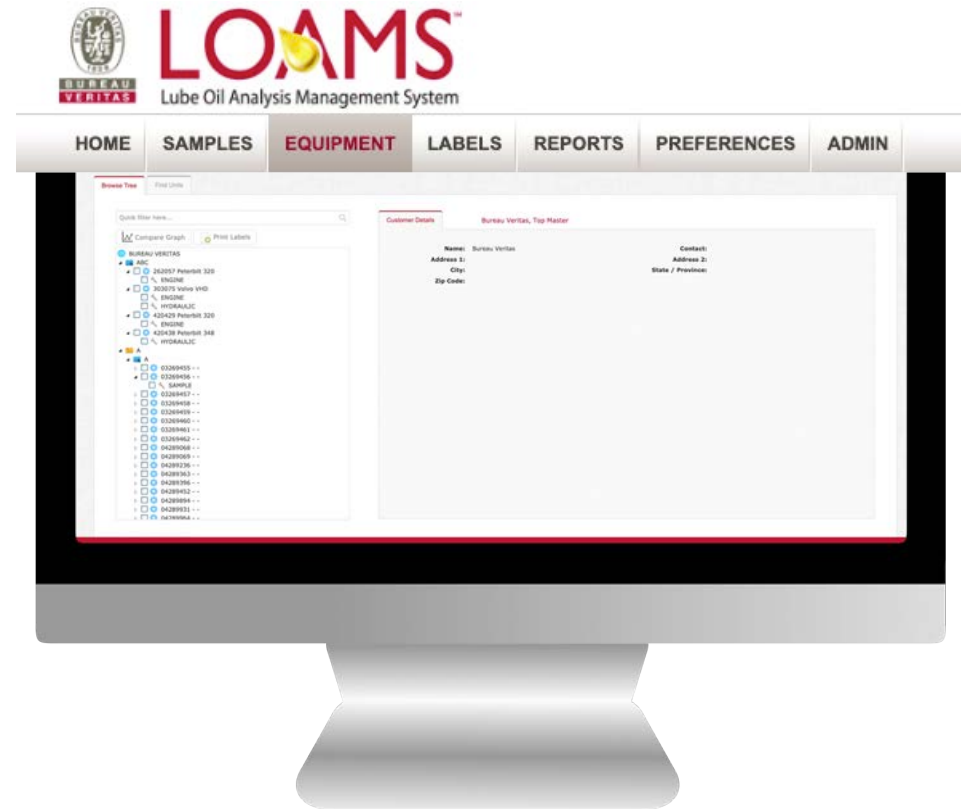 LOAMS™
1828
BUREAU
VERITAS
Lube Oil Analysis Management System
HOME SAMPLES EQUIPMENT LABELS REPORTS PREFERENCES ADMIN
Browse Tree Find Units
Quick filter here...
Customer Details Bureau Veritas, Top Master
Compare Graph Print Labels
Name: Bureau Veritas Contact:
Address 1: Address 2:
City: State / Province:
Zip Code:
BUREAU VERITAS
ABC
262057 Peterbilt 320
ENGINE
303075 Volvo VHD
ENGINE
HYDRAULIC
420429 Peterbilt 320
ENGINE
420438 Peterbilt 348
HYDRAULIC
A
A
03269455 - -
03269456 - -
SAMPLE
03269457 - -
03269458 - -
03269459 - -
03269460 - -
03269461 - -
03269462 - -
04289068 - -
04289069 - -
04289236 - -
04289363 - -
04289396 - -
04289452 - -
04289894 - -
04289931 - -
04289964 - -